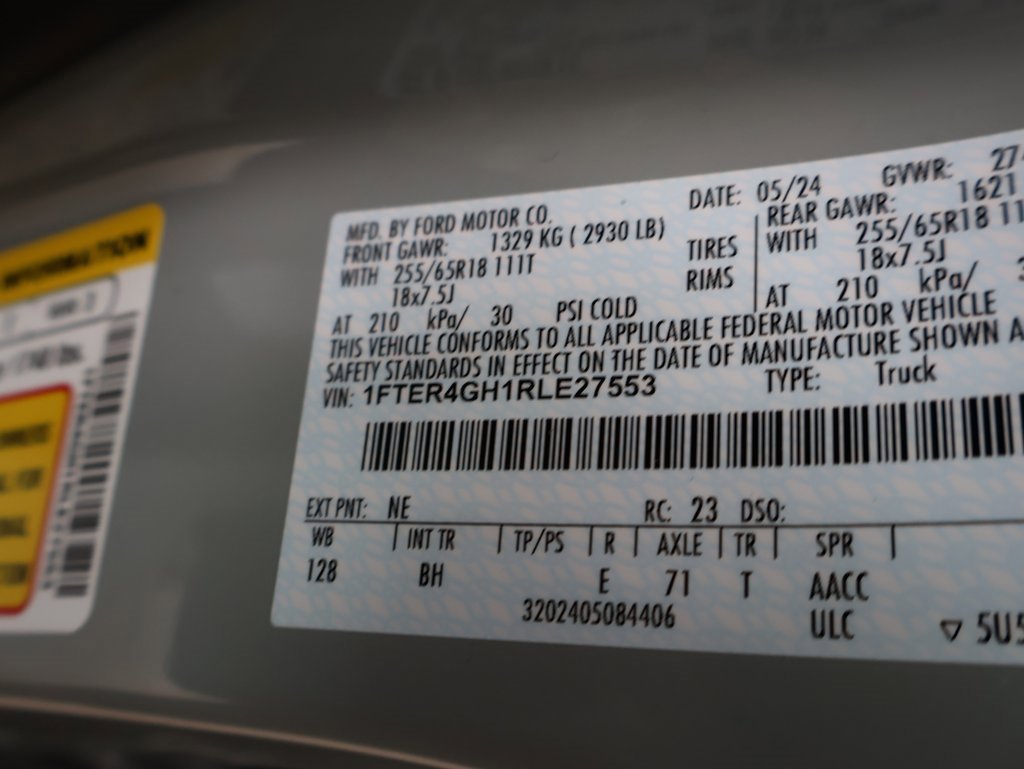 MFD. BY FORD MOTOR CO.
DATE: 05/24
GVWR:
FRONT GAWR: 1329 KG ( 2930 LB)
REAR GAWR: 1621
WITH 255/65R18 111T
TIRES
WITH 255/65R18
18x7.5J
RIMS
18x7.5J
AT 210 kPa/ 30 PSI COLD
AT 210 kPa/
THIS VEHICLE CONFORMS TO ALL APPLICABLE FEDERAL MOTOR VEHICLE
SAFETY STANDARDS IN EFFECT ON THE DATE OF MANUFACTURE SHOWN
VIN: 1FTER4GH1RLE27553
TYPE: Truck
EXT PNT: NE RC: 23 DSO:
WB INT TR TP/PS R AXLE TR SPR
128 BH E 71 T AACC
3202405084406 ULC
INFORMATION